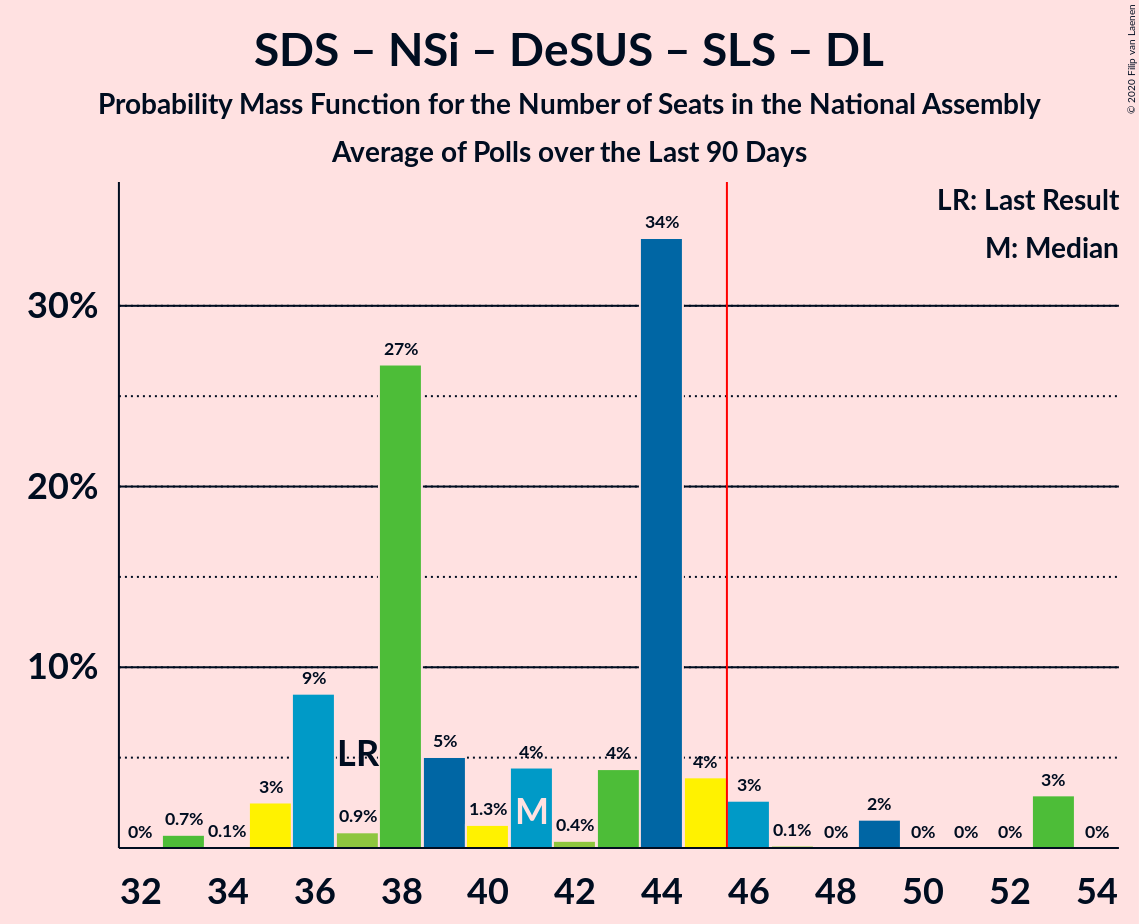 SDS – NSi – DeSUS – SLS – DL
Probability Mass Function for the Number of Seats in the National Assembly
Average of Polls over the Last 90 Days
© 2020 Filip van Laenen
LR: Last Result
M: Median
30%
20%
10%
0%
0.7%
0.1%
3%
9%
0.9%
27%
5%
1.3%
4%
0.4%
4%
34%
4%
3%
0.1%
0%
2%
0%
0%
0%
3%
0%
LR
M
32 34 36 38 40 42 44 46 48 50 52 54